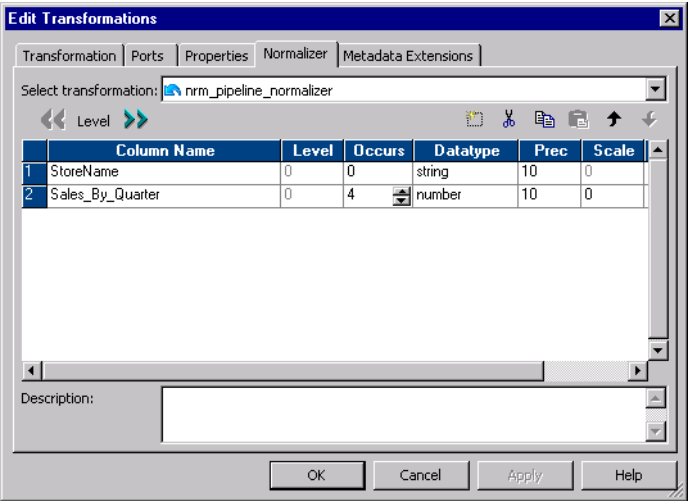 Edit Transformations
Transformation Ports Properties Normalizer Metadata Extensions
Select transformation: nrm_pipeline_normalizer
Level
Column Name Level Occurs Datatype Prec Scale
1 StoreName 0 0 string 10 0
2 Sales_By_Quarter 0 4 number 10 0
Description:
OK Cancel Apply Help